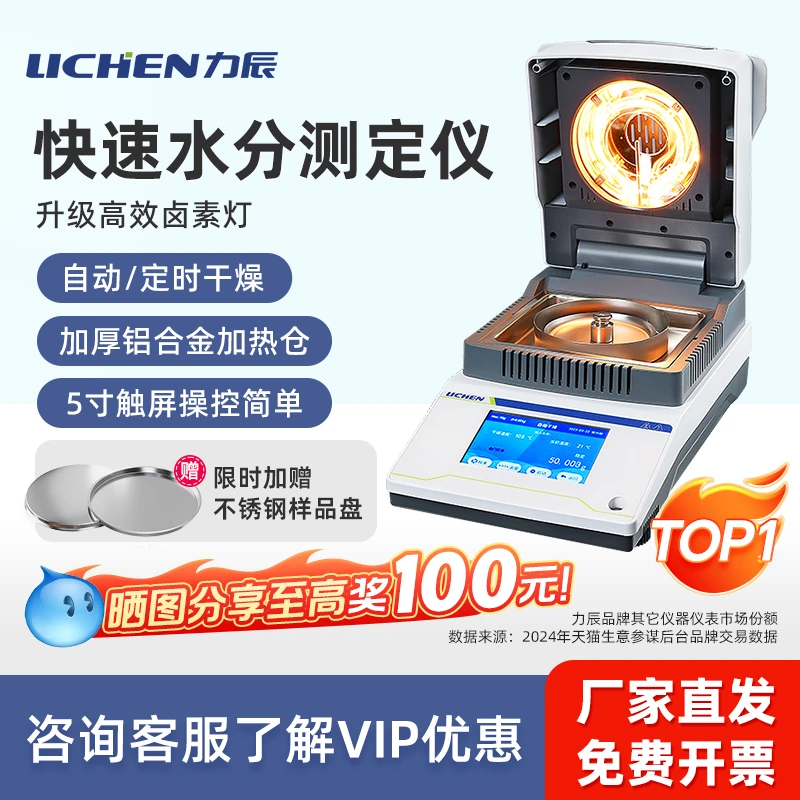 LICHEN力辰
快速水分测定仪
升级高效卤素灯
自动/定时干燥
加厚铝合金加热仓
5寸触屏操控简单
赠
限时加赠
不锈钢样品盘
LICHEN
自动干燥
50.003g
TOP1
晒图分享至高奖100元!
力辰品牌其它仪器仪表市场份额
数据来源：2024年天猫生意参谋后台品牌交易数据
咨询客服了解VIP优惠
厂家直发
免费开票